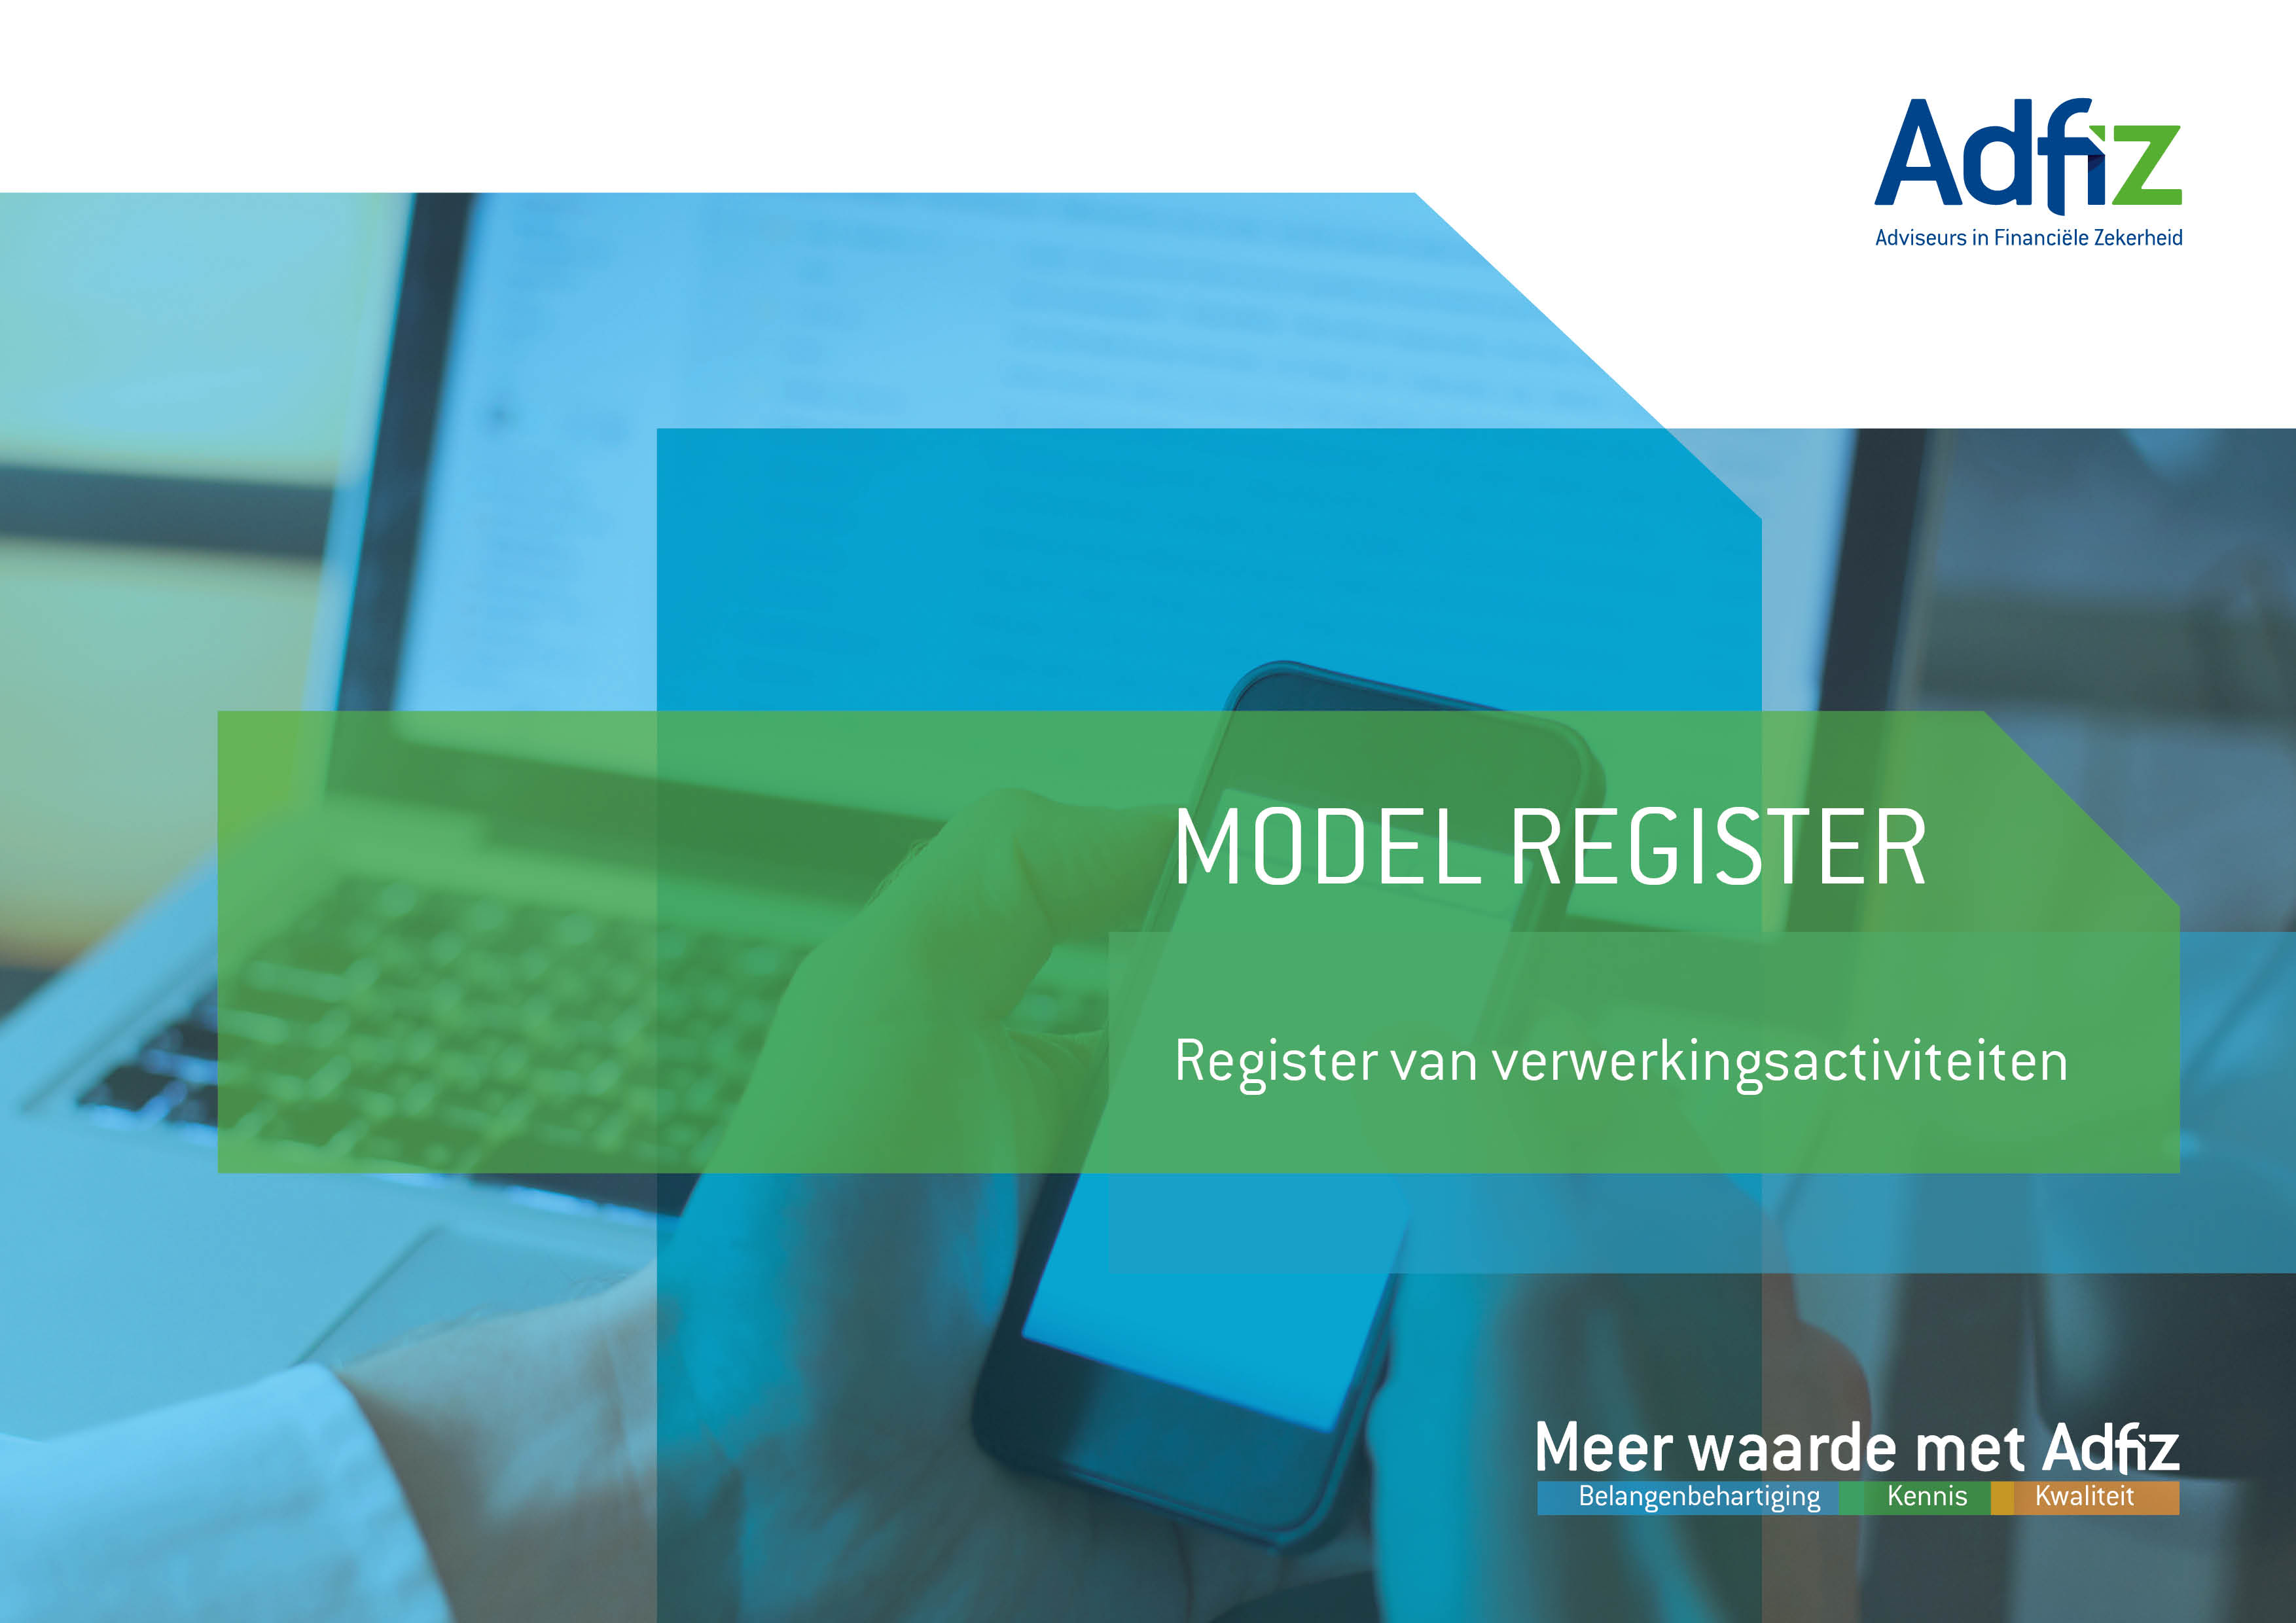 Adfiz
Adviseurs in Financiële Zekerheid
MODEL REGISTER
Register van verwerkingsactiviteiten
Meer waarde met Adfiz
Belangenbehartiging Kennis Kwaliteit